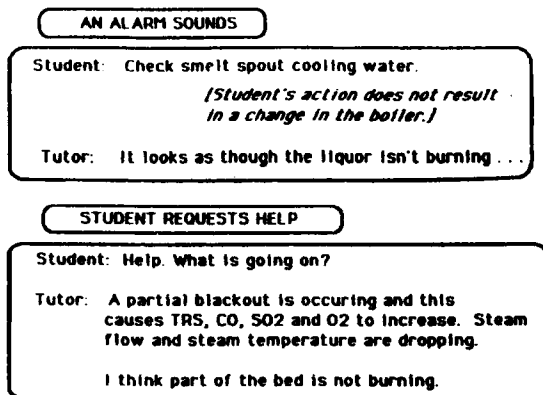 AN ALARM SOUNDS
Student: Check smelt spout cooling water.
[Student's action does not result
in a change in the boiler.]
Tutor: It looks as though the liquor isn't burning ...
STUDENT REQUESTS HELP
Student: Help. What is going on?
Tutor: A partial blackout is occuring and this
causes TRS, CO, SO2 and O2 to increase. Steam
flow and steam temperature are dropping.
I think part of the bed is not burning.